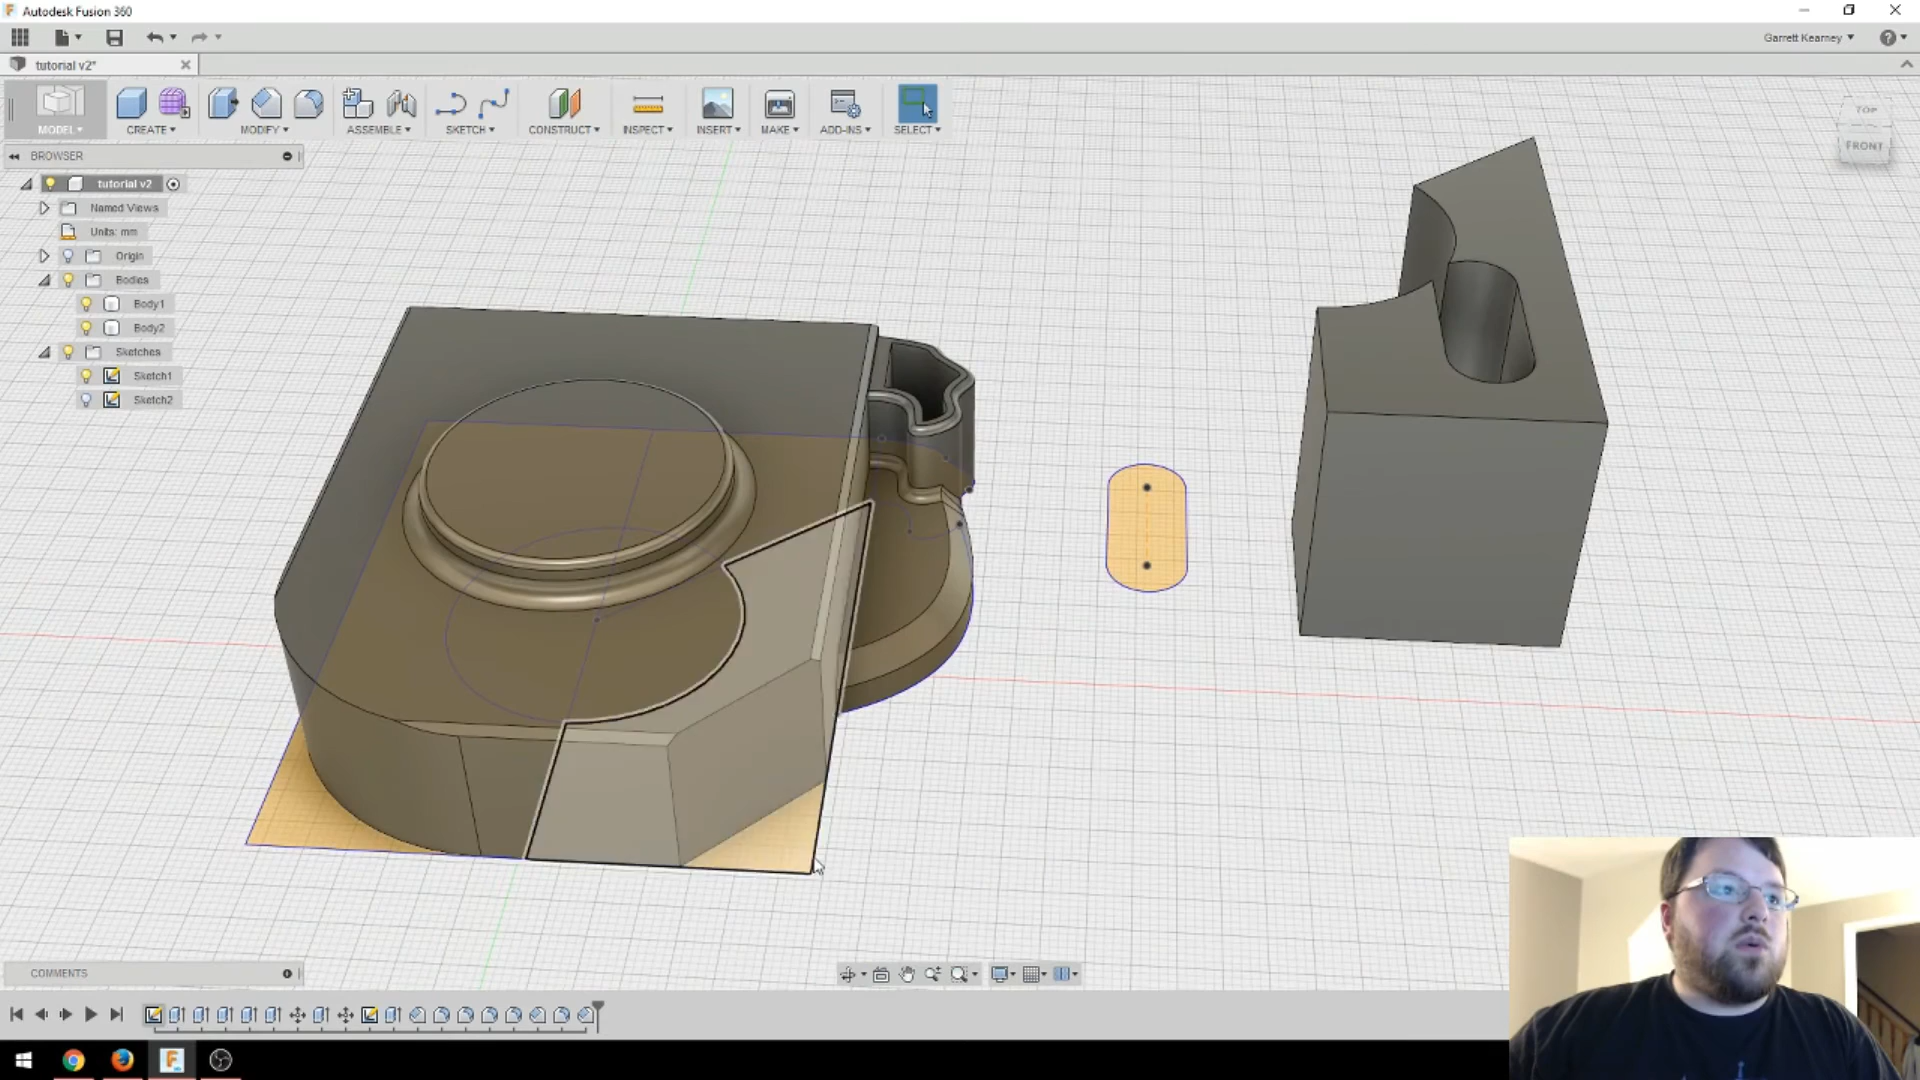 Autodesk Fusion 360
Garrett Kearney
tutorial v2*
MODEL
CREATE
MODIFY
ASSEMBLE
SKETCH
CONSTRUCT
INSPECT
INSERT
MAKE
ADD-INS
SELECT
TOP
FRONT
BROWSER
tutorial v2
Named Views
Units: mm
Origin
Bodies
Body1
Body2
Sketches
Sketch1
Sketch2
COMMENTS